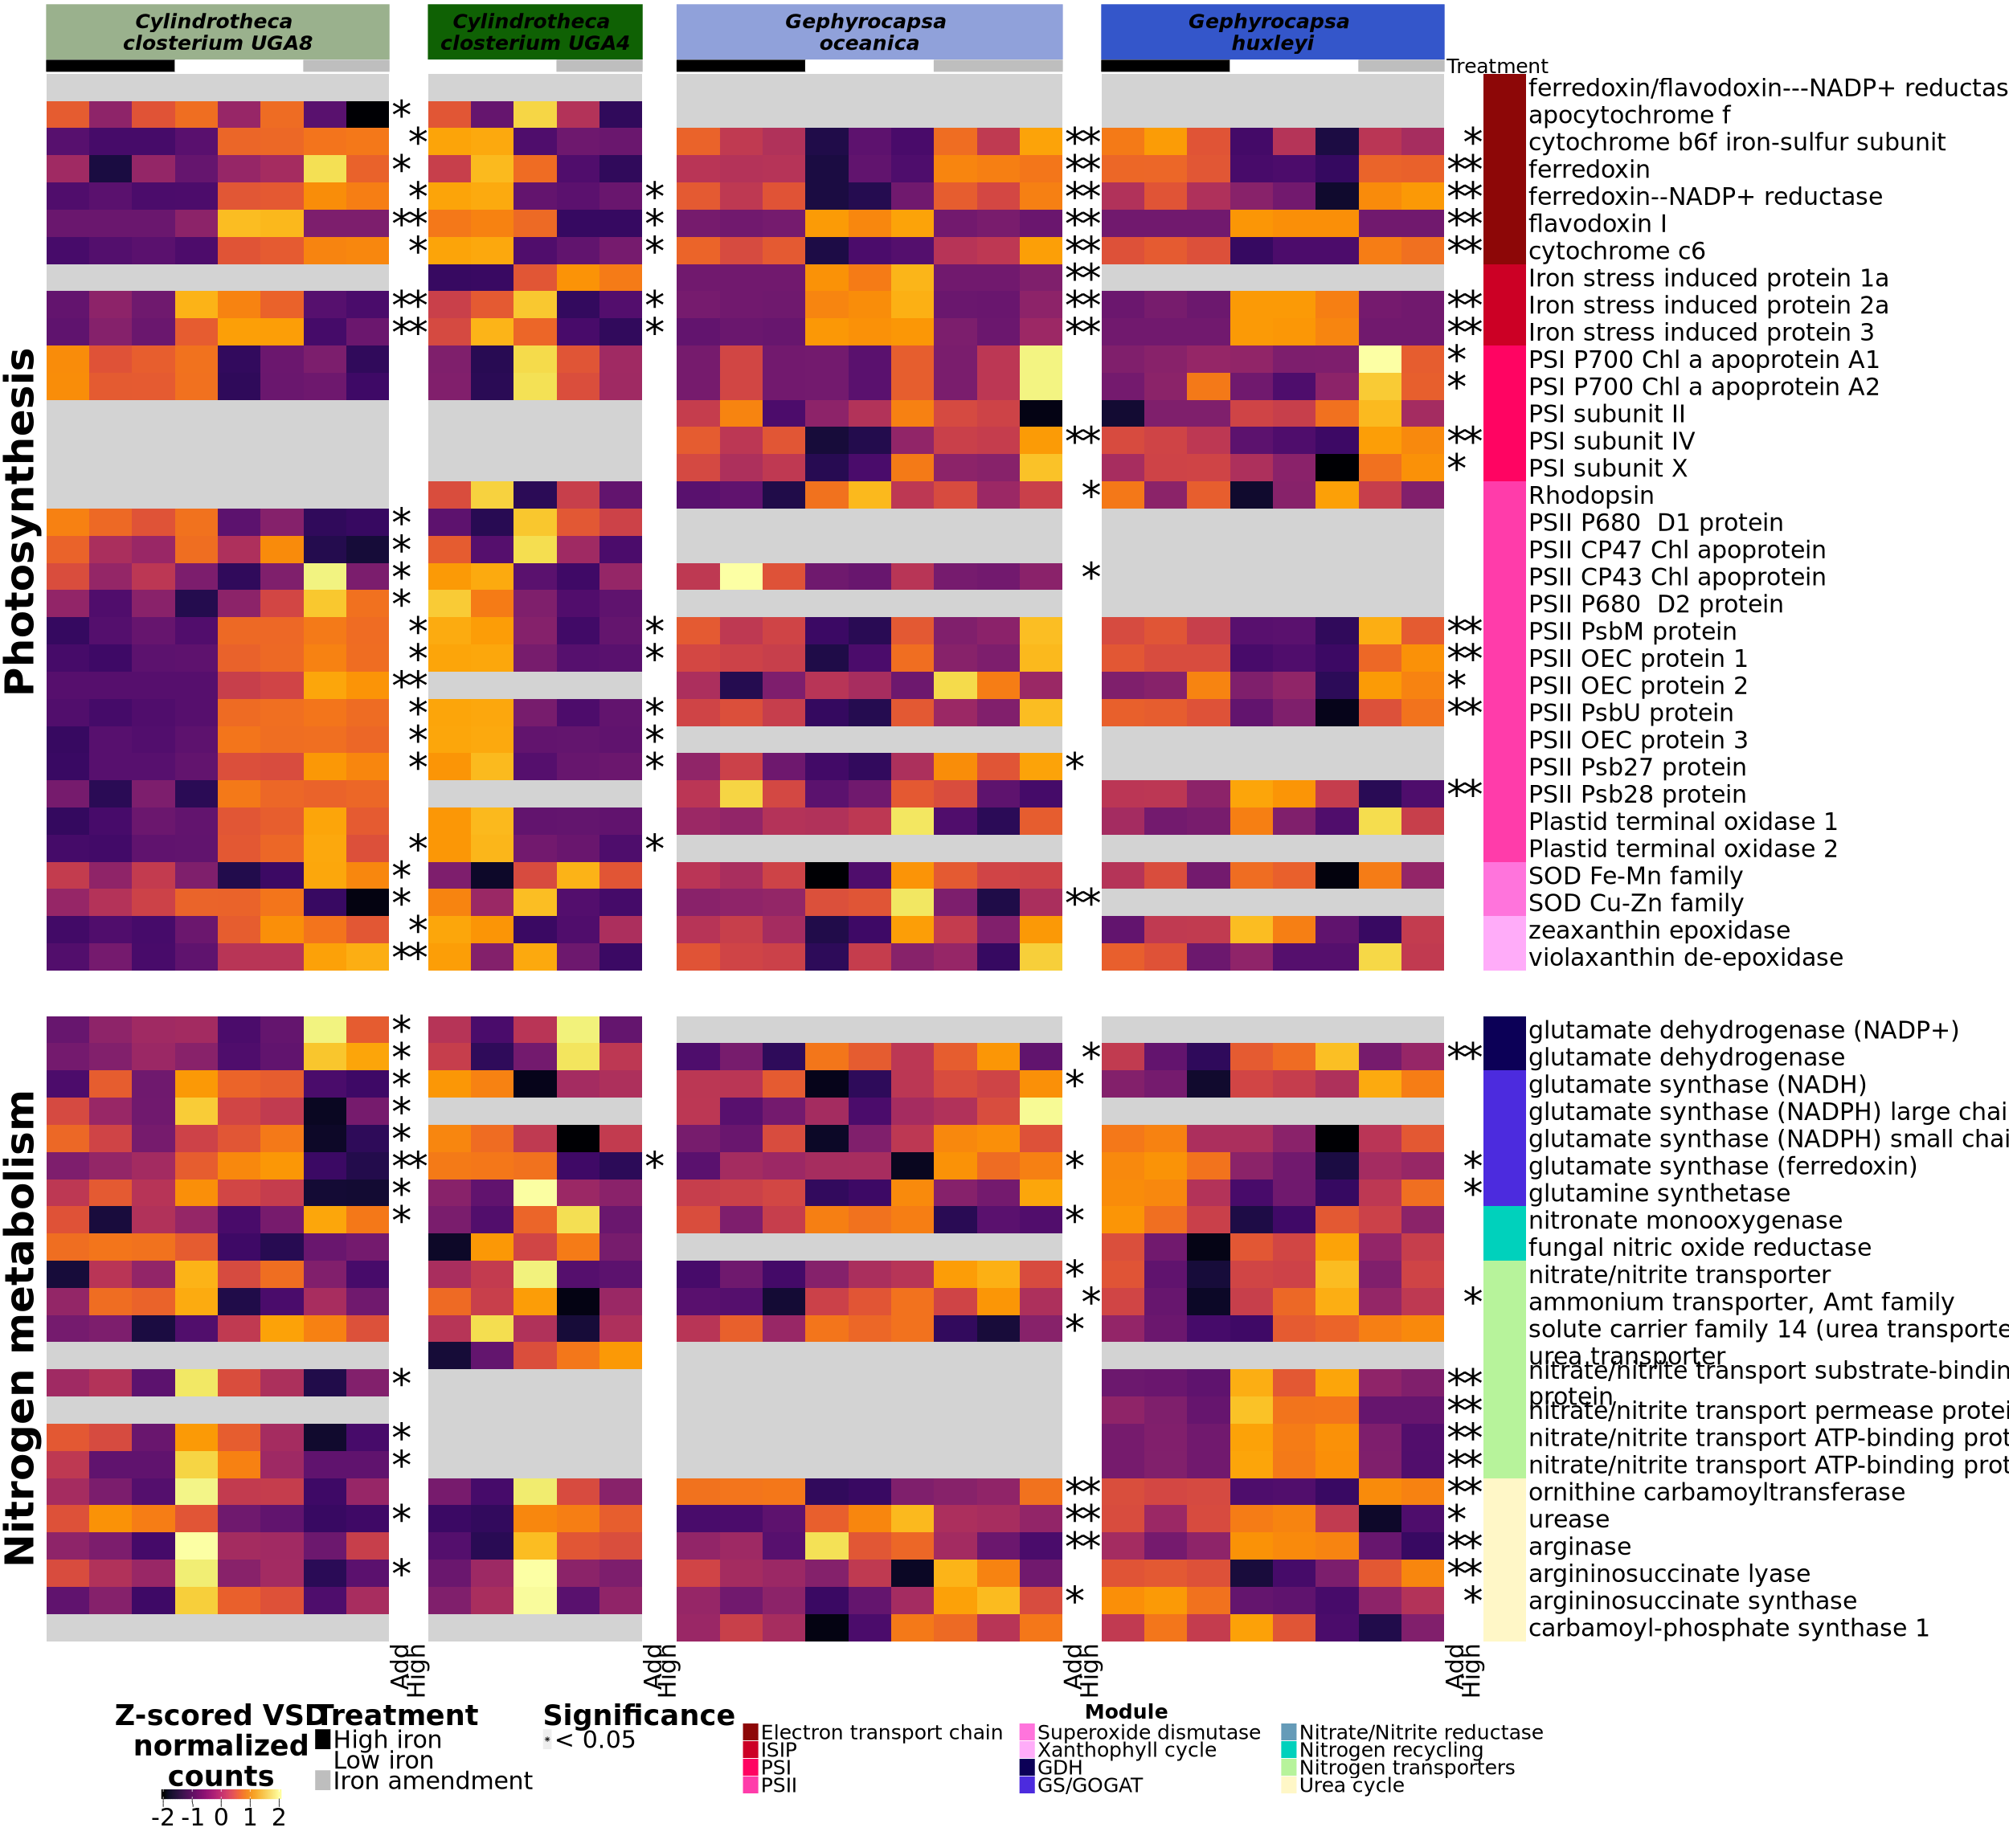 Cylindrotheca
closterium UGA8
Cylindrotheca
closterium UGA4
Gephyrocapsa
oceanica
Gephyrocapsa
huxleyi
Treatment
Photosynthesis
ferredoxin/flavodoxin---NADP+ reductas
apocytochrome f
* cytochrome b6f iron-sulfur subunit
ferredoxin
ferredoxin--NADP+ reductase
flavodoxin I
cytochrome c6
Iron stress induced protein 1a
Iron stress induced protein 2a
Iron stress induced protein 3
PSI P700 Chl a apoprotein A1
PSI P700 Chl a apoprotein A2
PSI subunit II
PSI subunit IV
PSI subunit X
Rhodopsin
PSII P680  D1 protein
PSII CP47 Chl apoprotein
PSII CP43 Chl apoprotein
PSII P680  D2 protein
PSII PsbM protein
PSII OEC protein 1
PSII OEC protein 2
PSII PsbU protein
PSII OEC protein 3
PSII Psb27 protein
PSII Psb28 protein
Plastid terminal oxidase 1
Plastid terminal oxidase 2
SOD Fe-Mn family
SOD Cu-Zn family
zeaxanthin epoxidase
violaxanthin de-epoxidase
Nitrogen metabolism
glutamate dehydrogenase (NADP+)
glutamate dehydrogenase
glutamate synthase (NADH)
glutamate synthase (NADPH) large chai
glutamate synthase (NADPH) small chai
glutamate synthase (ferredoxin)
glutamine synthetase
nitronate monooxygenase
fungal nitric oxide reductase
nitrate/nitrite transporter
ammonium transporter, Amt family
solute carrier family 14 (urea transporte
urea transporter
nitrate/nitrite transport substrate-bindin
protein
nitrate/nitrite transport permease protei
nitrate/nitrite transport ATP-binding prot
nitrate/nitrite transport ATP-binding prot
ornithine carbamoyltransferase
urease
arginase
argininosuccinate lyase
argininosuccinate synthase
carbamoyl-phosphate synthase 1
Add
High
Add
High
Add
High
Add
High
Z-scored VSD
normalized
counts
-2 -1 0 1 2
Treatment
High iron
Low iron
Iron amendment
Significance
* < 0.05
Module
Electron transport chain
ISIP
PSI
PSII
Superoxide dismutase
Xanthophyll cycle
GDH
GS/GOGAT
Nitrate/Nitrite reductase
Nitrogen recycling
Nitrogen transporters
Urea cycle